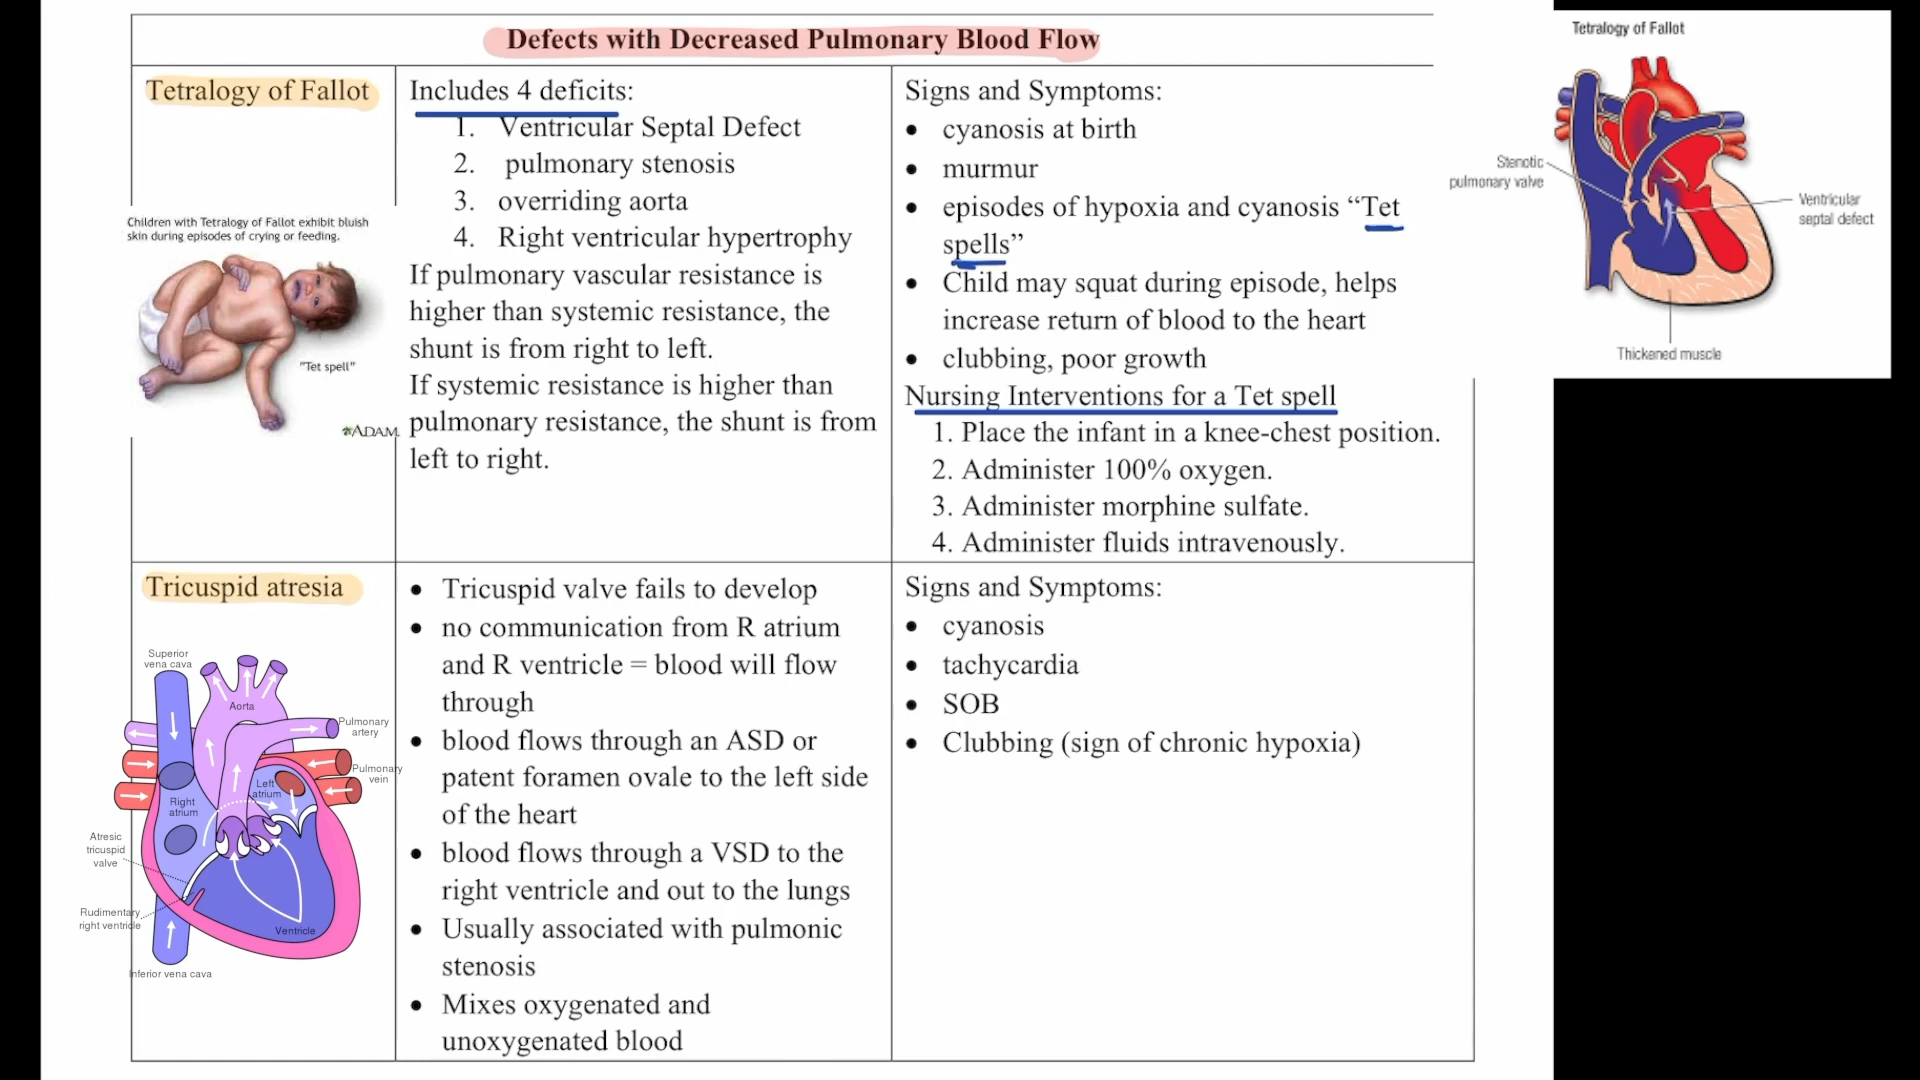 Defects with Decreased Pulmonary Blood Flow
Tetralogy of Fallot
Children with Tetralogy of Fallot exhibit bluish
skin during episodes of crying or feeding.
"Tet spell"
ADAM.
Includes 4 deficits:
1. Ventricular Septal Defect
2. pulmonary stenosis
3. overriding aorta
4. Right ventricular hypertrophy
If pulmonary vascular resistance is
higher than systemic resistance, the
shunt is from right to left.
If systemic resistance is higher than
pulmonary resistance, the shunt is from
left to right.
Signs and Symptoms:
• cyanosis at birth
• murmur
• episodes of hypoxia and cyanosis “Tet
spells”
• Child may squat during episode, helps
increase return of blood to the heart
• clubbing, poor growth
Nursing Interventions for a Tet spell
1. Place the infant in a knee-chest position.
2. Administer 100% oxygen.
3. Administer morphine sulfate.
4. Administer fluids intravenously.
Tetralogy of Fallot
Stenotic
pulmonary valve
Ventricular
septal defect
Thickened muscle
Tricuspid atresia
Superior
vena cava
Aorta
Pulmonary
artery
Pulmonary
vein
Left
atrium
Right
atrium
Atresic
tricuspid
valve
Rudimentary
right ventricle
Ventricle
Inferior vena cava
• Tricuspid valve fails to develop
• no communication from R atrium
and R ventricle = blood will flow
through
• blood flows through an ASD or
patent foramen ovale to the left side
of the heart
• blood flows through a VSD to the
right ventricle and out to the lungs
• Usually associated with pulmonic
stenosis
• Mixes oxygenated and
unoxygenated blood
Signs and Symptoms:
• cyanosis
• tachycardia
• SOB
• Clubbing (sign of chronic hypoxia)